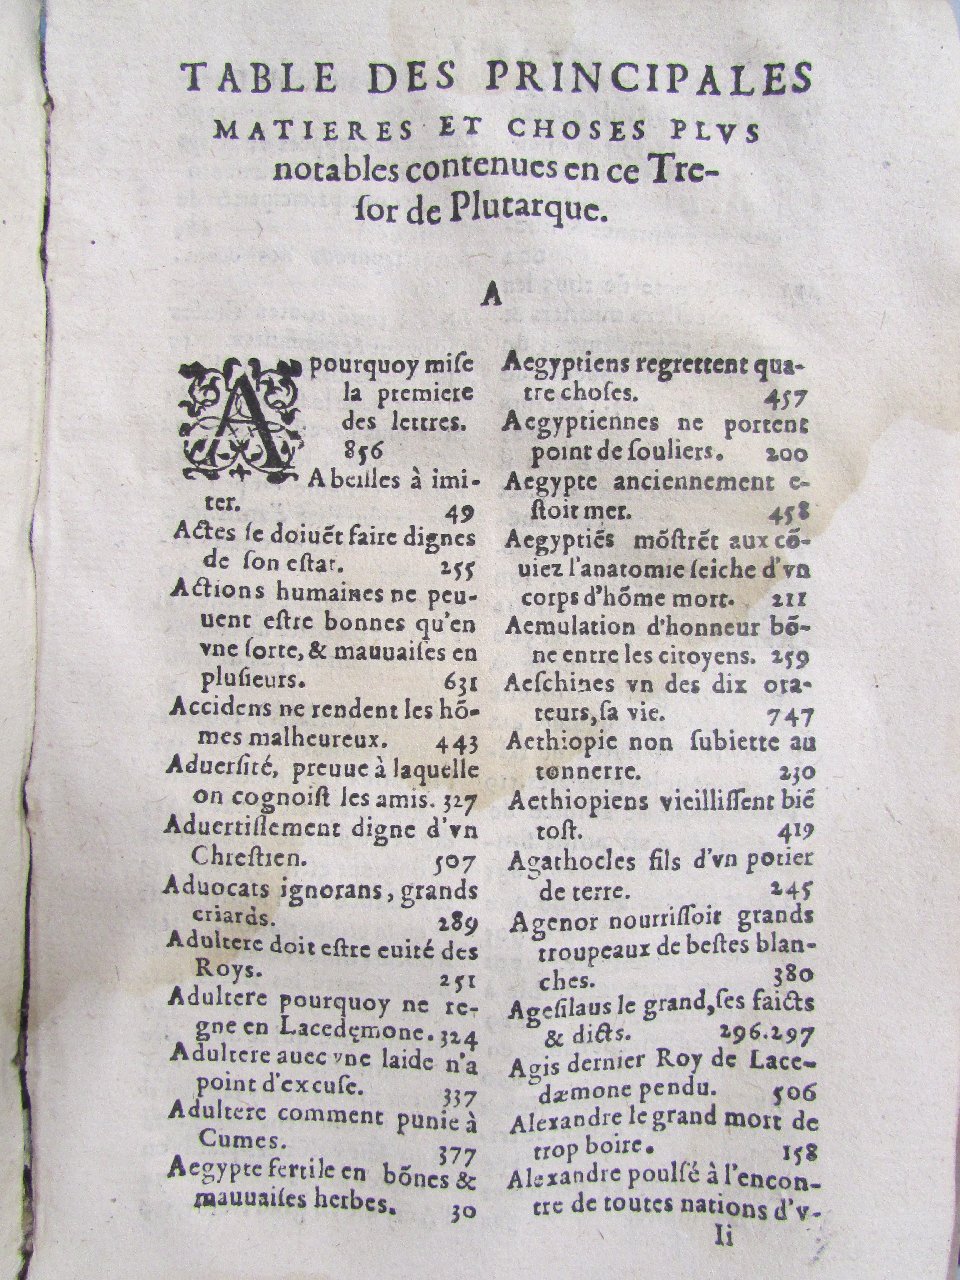 TABLE DES PRINCIPALES
MATIERES ET CHOSES PLVS
notables contenues en ce Tre-
ſor de Plutarque.
A
A pourquoy miſe
la premiere
des lettres.
856
Abeilles à imi-
ter. 49
Actes ſe doiuẽt faire dignes
de ſon eſtat. 255
Actions humaines ne peu-
uent eſtre bonnes qu'en
vne ſorte, & mauuaiſes en
pluſieurs. 631
Accidens ne rendent les hõ-
mes malheureux. 443
Aduerſité, preuue à laquelle
on cognoiſt les amis. 327
Aduertiſſement digne d'vn
Chreſtien. 507
Aduocats ignorans, grands
criards. 289
Adultere doit eſtre euité des
Roys. 251
Adultere pourquoy ne re-
gne en Lacedęmone. 324
Adultere auec vne laide n'a
point d'excuſe. 337
Adultere comment punie à
Cumes. 377
Aegypte fertile en bõnes &
mauuaiſes herbes. 30
Aegyptiens regrettent qua-
tre choſes. 457
Aegyptiennes ne portent
point de ſouliers. 200
Aegypte anciennement e-
ſtoit mer. 458
Aegyptiẽs mõſtrẽt aux cõ-
uiez l'anatomie ſeiche d'vn
corps d'hõme mort. 211
Aemulation d'honneur bõ-
ne entre les citoyens. 259
Aeſchines vn des dix ora-
teurs, ſa vie. 747
Aethiopie non ſubiette au
tonnerre. 230
Aethiopiens vieilliſſent biẽ
toſt. 419
Agathocles fils d'vn potier
de terre. 245
Agenor nourriſſoit grands
troupeaux de beſtes blan-
ches. 380
Ageſilaus le grand, ſes faicts
& dicts. 296.297
Agis dernier Roy de Lace-
dæmone pendu. 506
Alexandre le grand mort de
trop boire. 158
Alexandre poulſé à l'encon-
tre de toutes nations d'v-
Ii